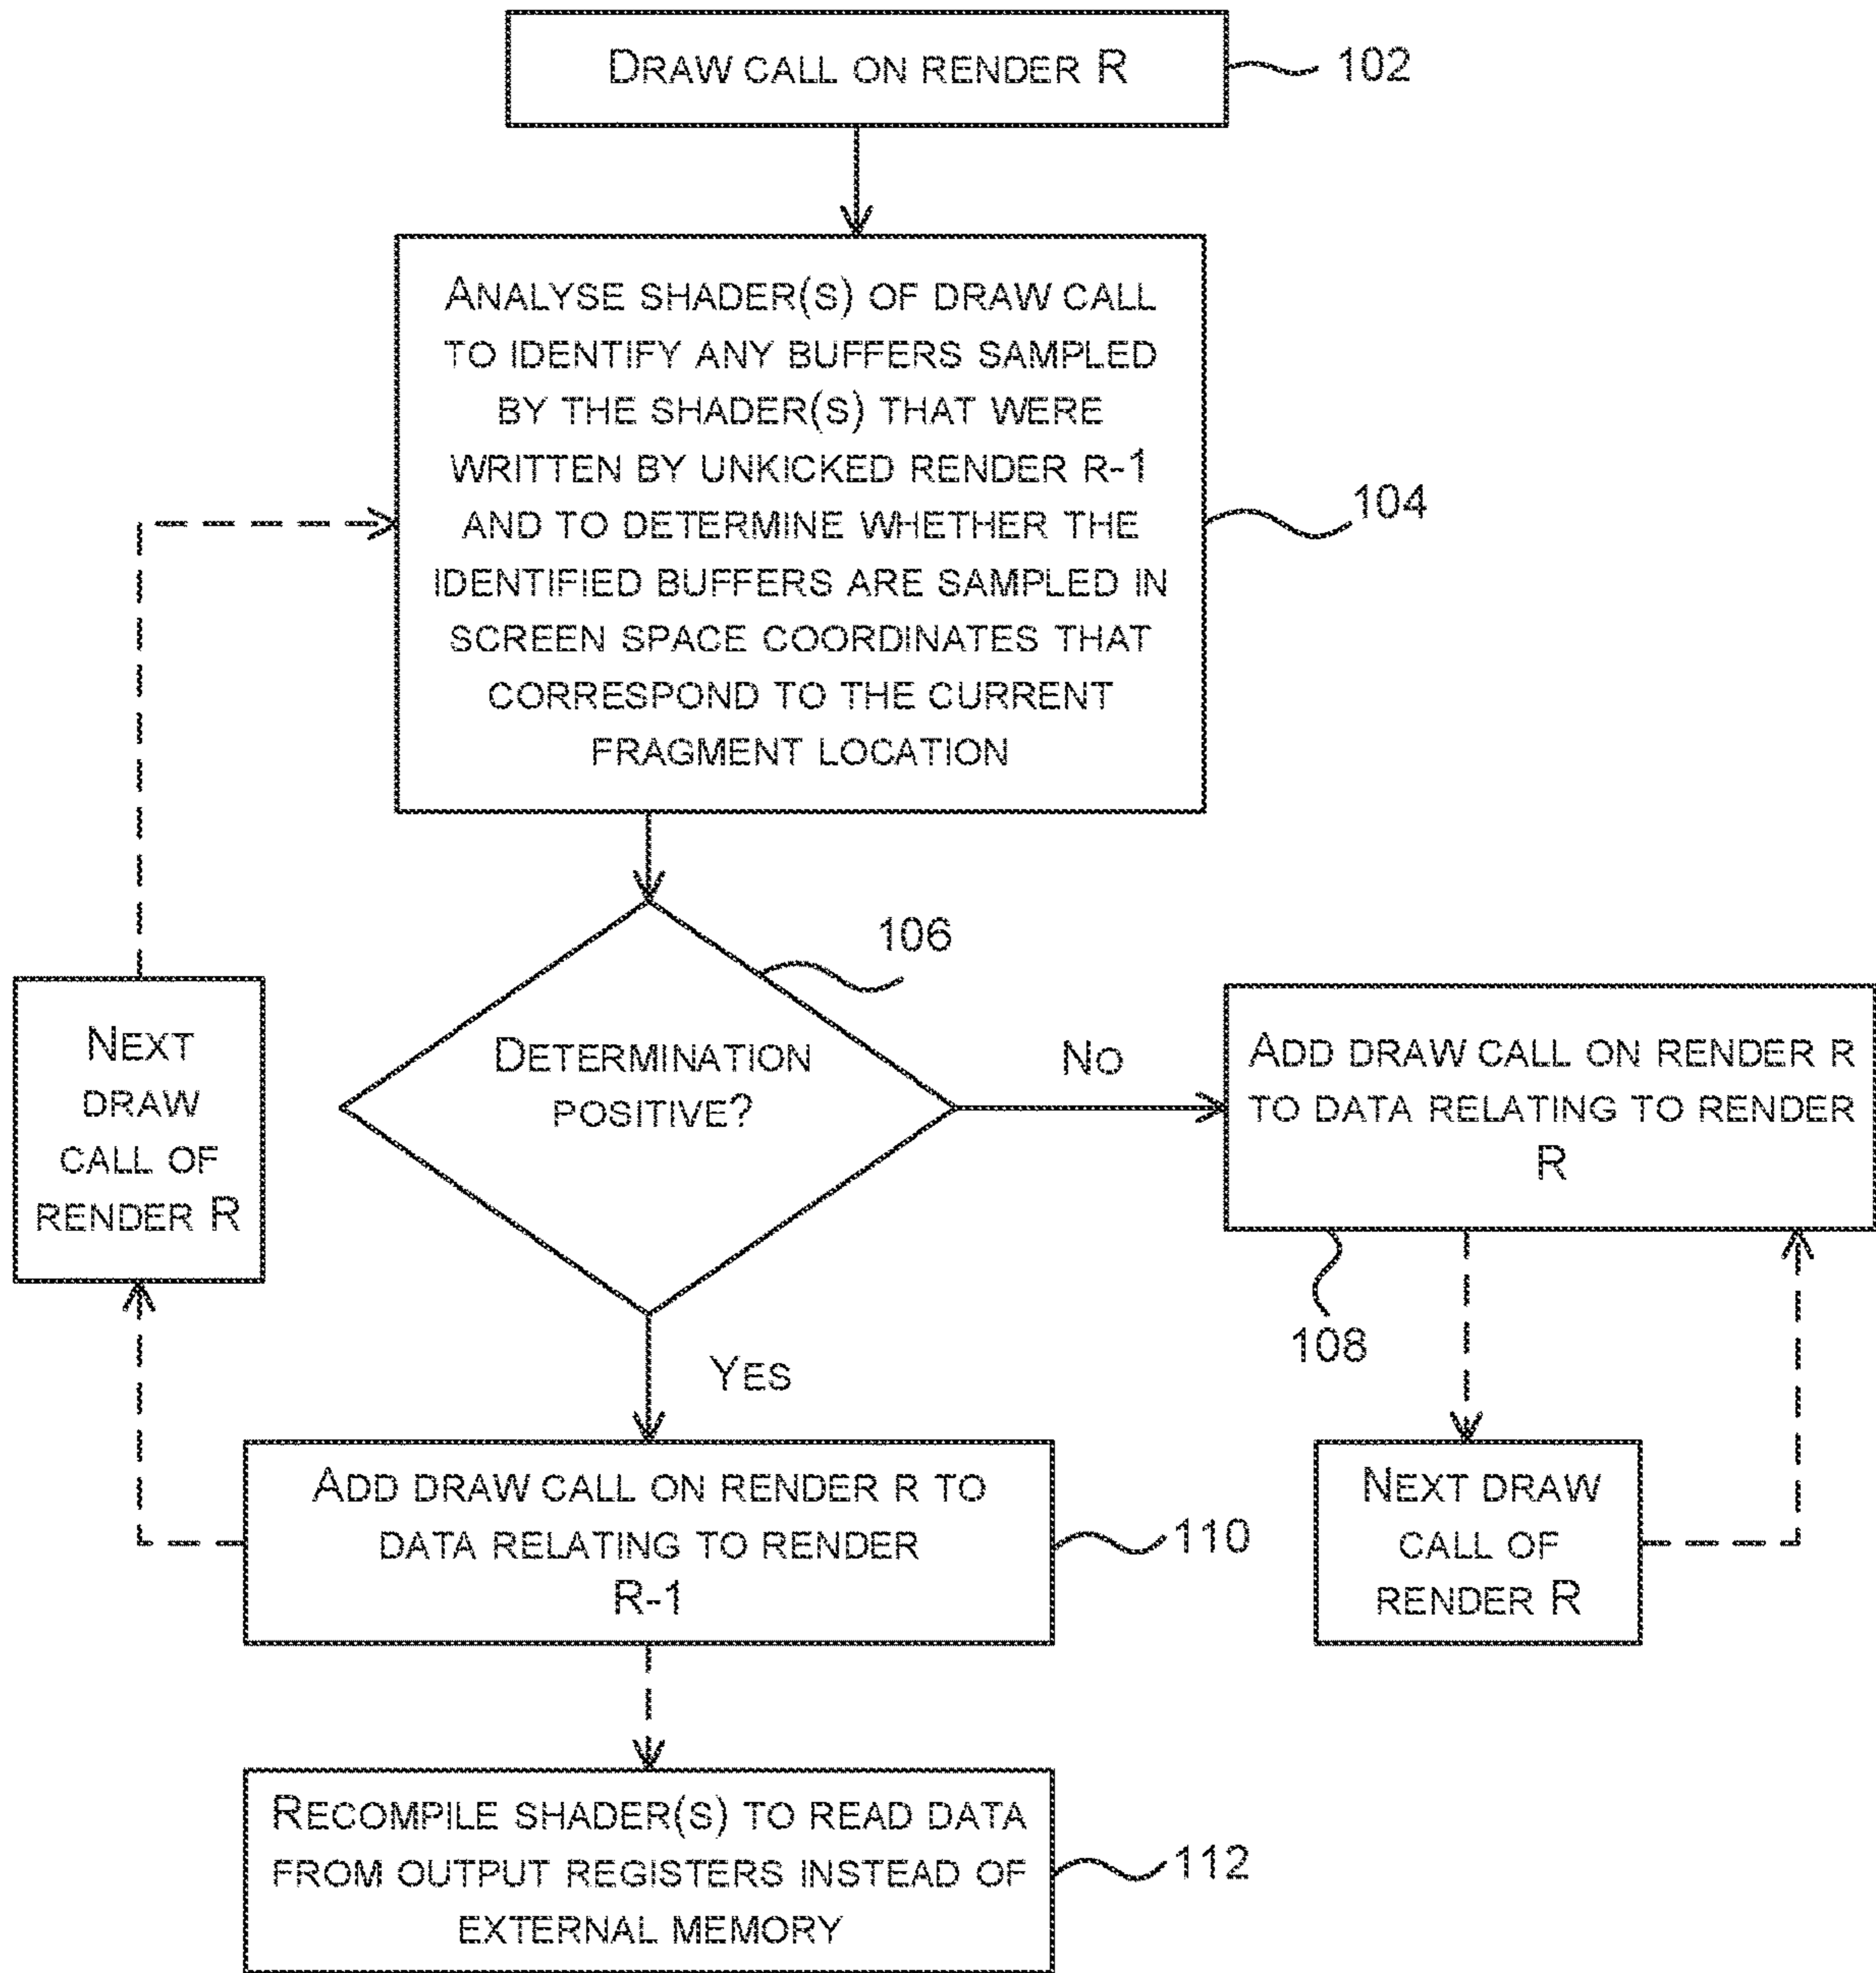 DRAW CALL ON RENDER R
102
ANALYSE SHADER(S) OF DRAW CALL
TO IDENTIFY ANY BUFFERS SAMPLED
BY THE SHADER(S) THAT WERE
WRITTEN BY UNKICKED RENDER R-1
AND TO DETERMINE WHETHER THE
IDENTIFIED BUFFERS ARE SAMPLED IN
SCREEN SPACE COORDINATES THAT
CORRESPOND TO THE CURRENT
FRAGMENT LOCATION
104
106
DETERMINATION
POSITIVE?
NO
YES
NEXT
DRAW
CALL OF
RENDER R
ADD DRAW CALL ON RENDER R
TO DATA RELATING TO RENDER
R
108
NEXT DRAW
CALL OF
RENDER R
ADD DRAW CALL ON RENDER R TO
DATA RELATING TO RENDER
R-1
110
RECOMPILE SHADER(S) TO READ DATA
FROM OUTPUT REGISTERS INSTEAD OF
EXTERNAL MEMORY
112